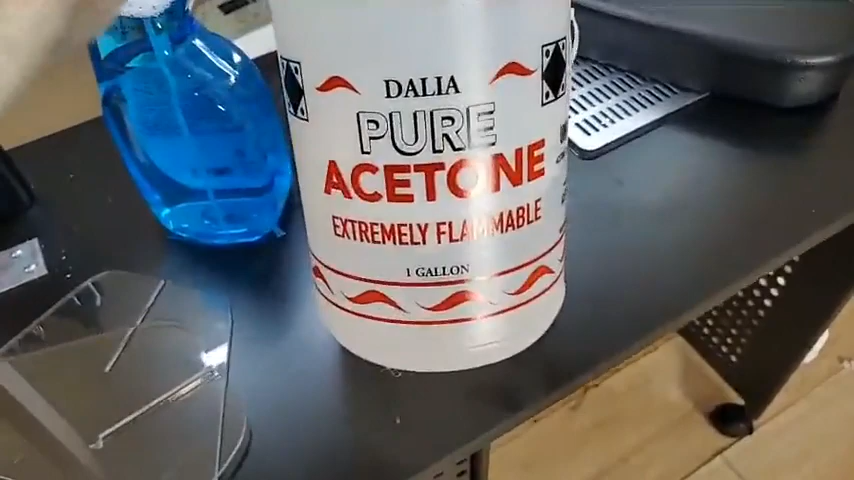 DALIA
PURE
ACETONE
EXTREMELY FLAMMABLE
1 GALLON